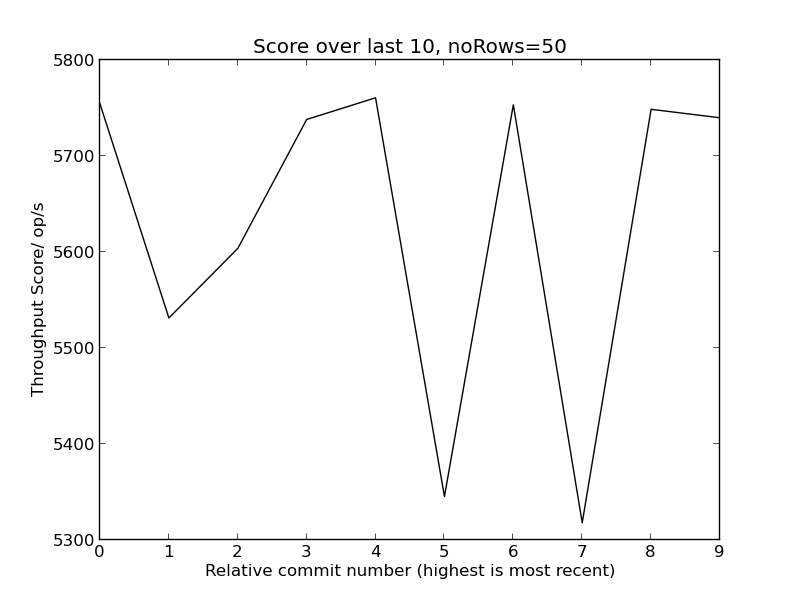 Score over last 10, noRows=50
5800
5700
5600
5500
5400
5300
Throughput Score/ op/s
0 1 2 3 4 5 6 7 8 9
Relative commit number (highest is most recent)